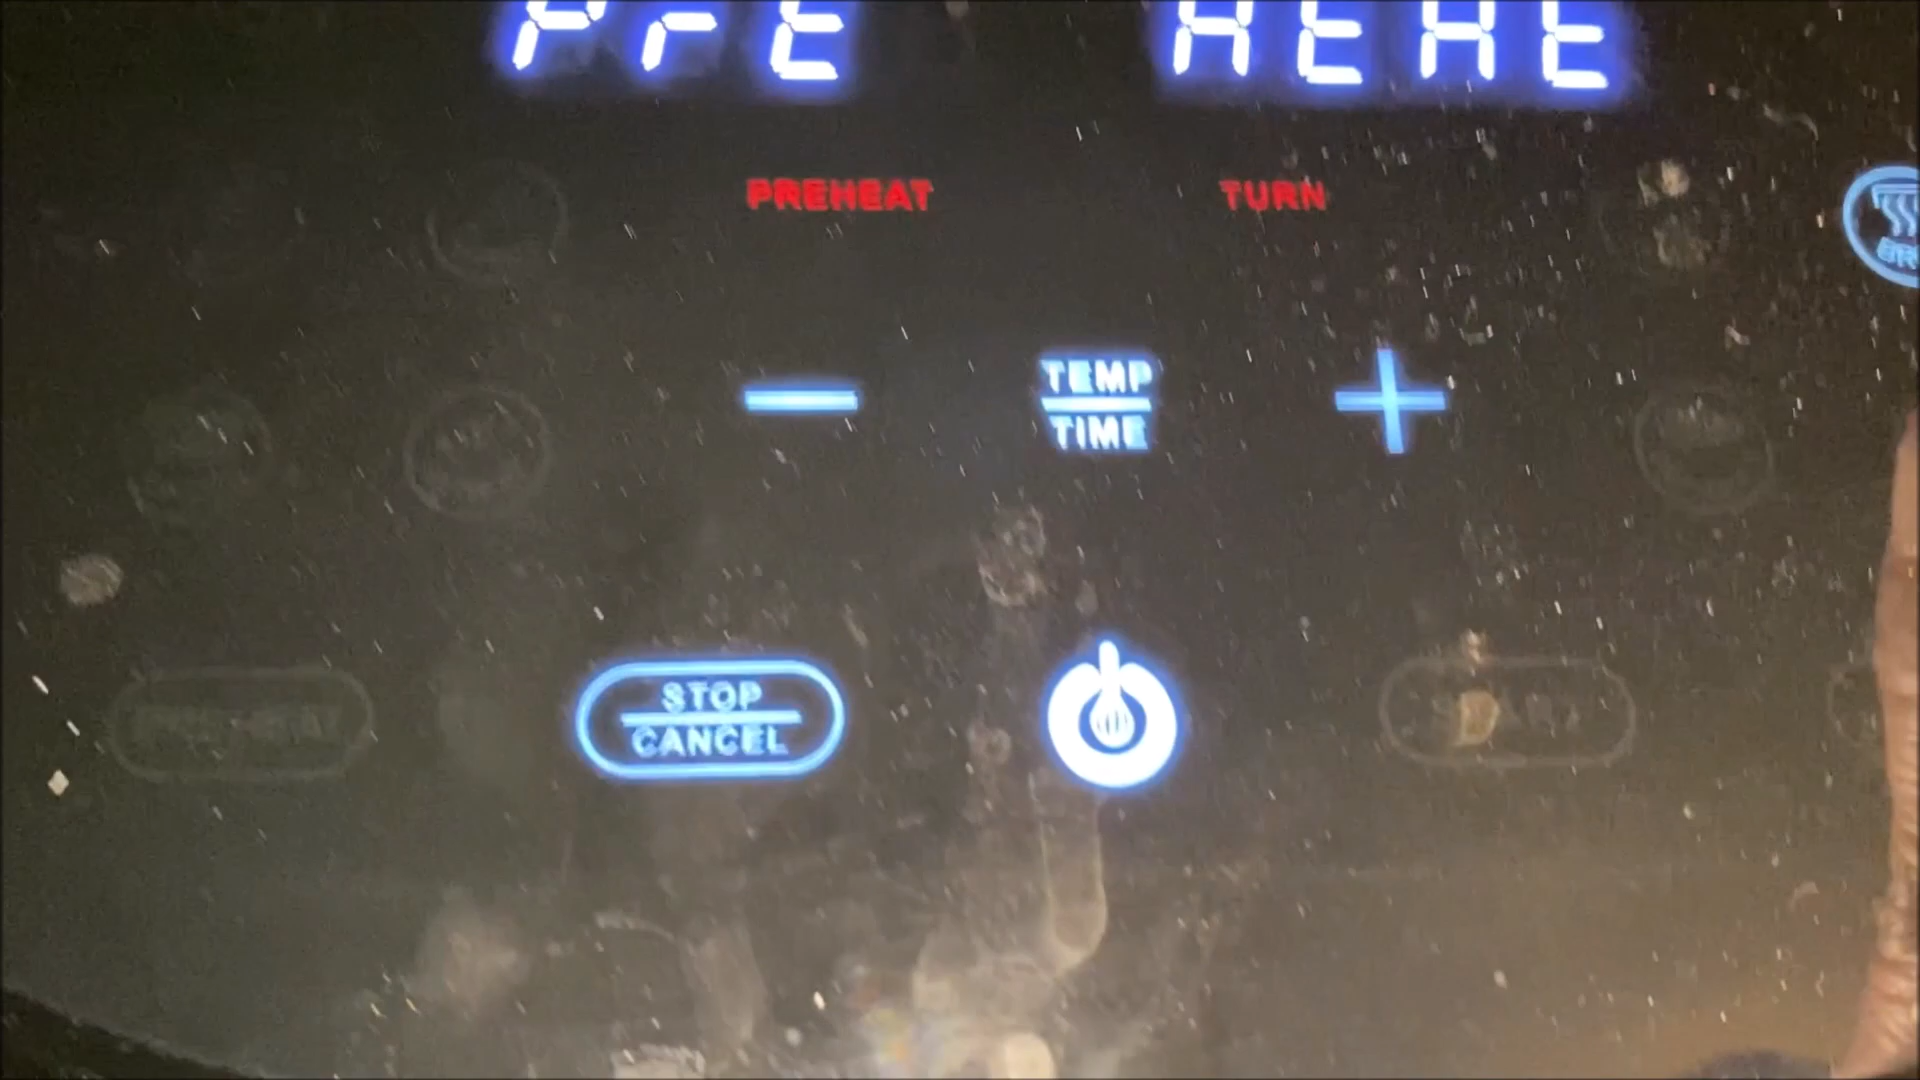 PrE HEAt
PREHEAT TURN
TEMP
TIME
STOP
CANCEL